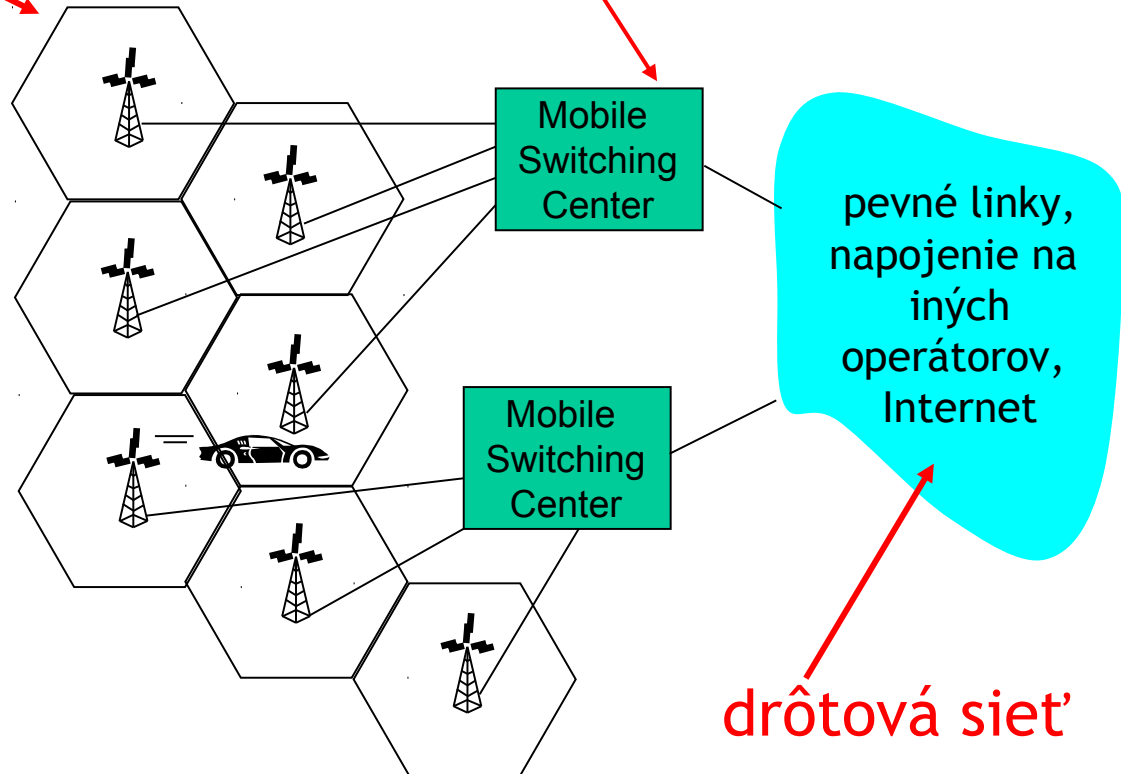 Mobile
Switching
Center
pevné linky,
napojenie na
iných
operátorov,
Internet
Mobile
Switching
Center
drôtová sieť